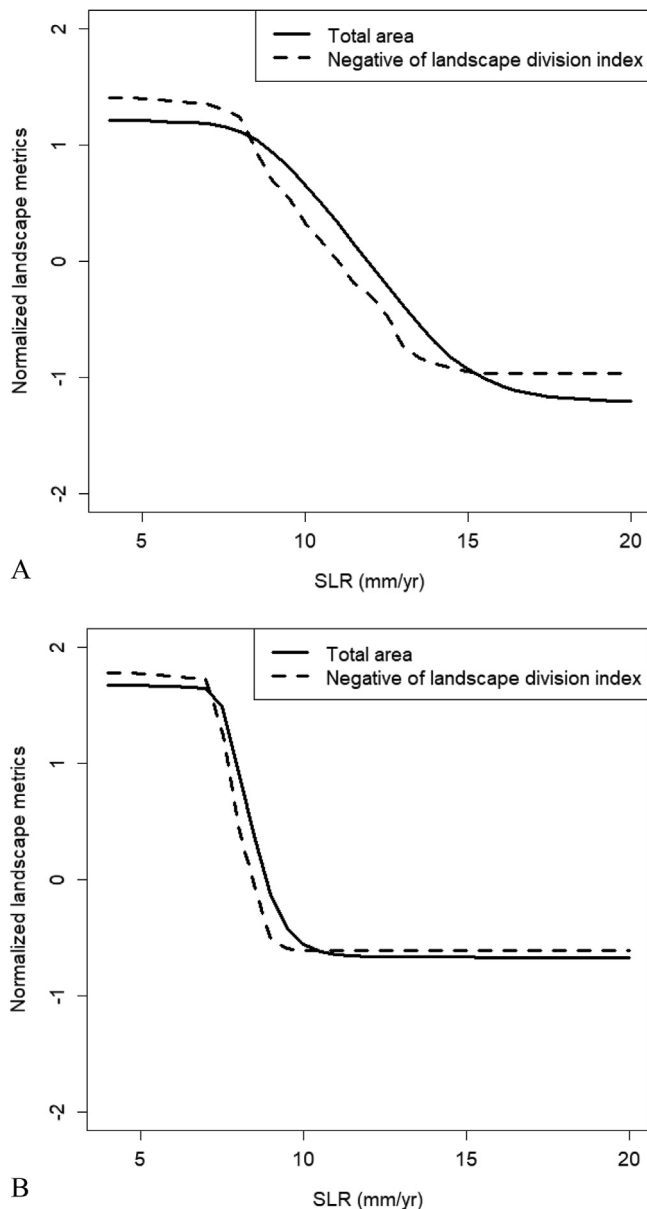 Total area
Negative of landscape division index
Normalized landscape metrics
2
1
0
-1
-2
5
10
15
20
SLR (mm/yr)
A
Total area
Negative of landscape division index
Normalized landscape metrics
2
1
0
-1
-2
5
10
15
20
SLR (mm/yr)
B